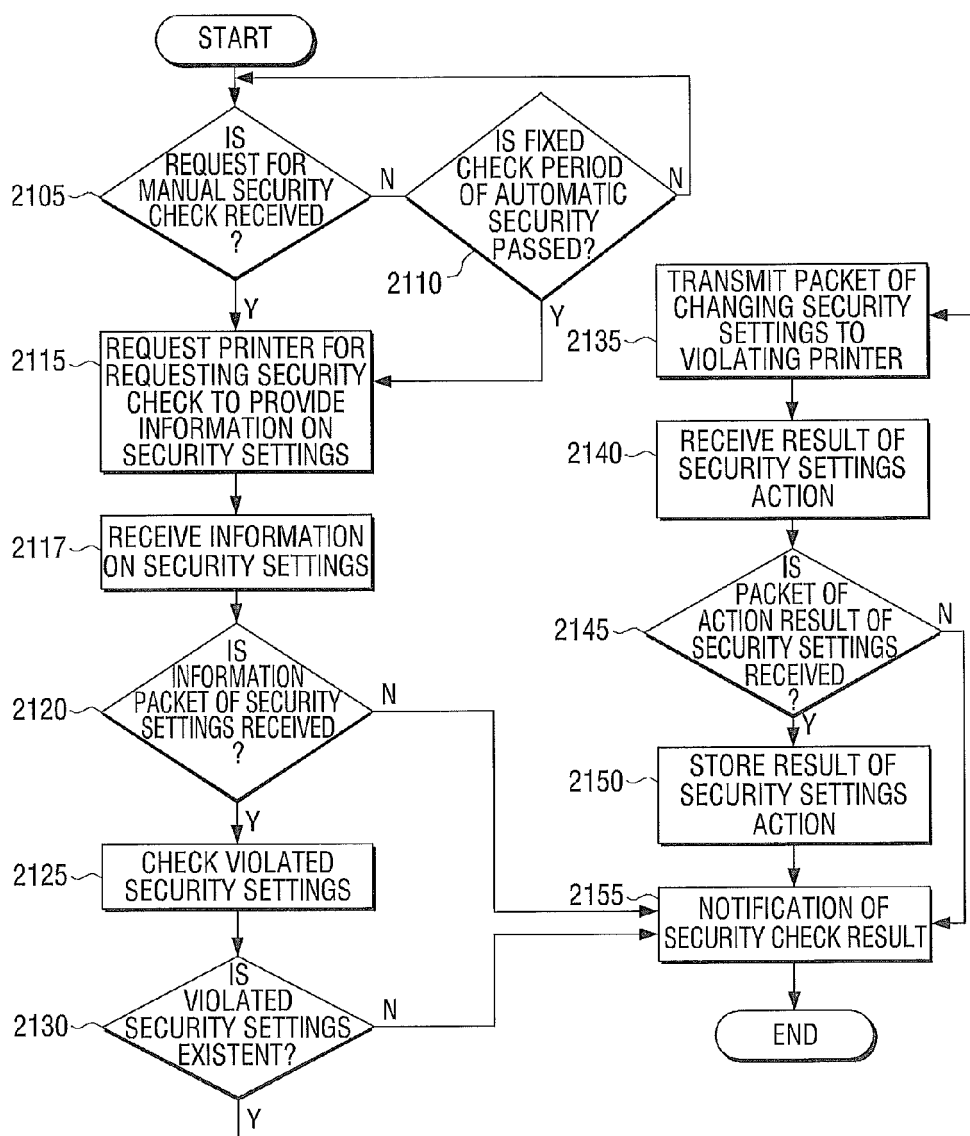 START
IS
REQUEST FOR
MANUAL SECURITY
CHECK RECEIVED
?
2105
N
Y
IS FIXED
CHECK PERIOD
OF AUTOMATIC
SECURITY
PASSED?
2110
N
Y
2115
REQUEST PRINTER FOR
REQUESTING SECURITY
CHECK TO PROVIDE
INFORMATION ON
SECURITY SETTINGS
2117
RECEIVE INFORMATION
ON SECURITY SETTINGS
IS
INFORMATION
PACKET OF SECURITY
SETTINGS RECEIVED
?
2120
N
Y
2125
CHECK VIOLATED
SECURITY SETTINGS
IS
VIOLATED
SECURITY SETTINGS
EXISTENT?
2130
N
Y
TRANSMIT PACKET OF
CHANGING SECURITY
SETTINGS TO
VIOLATING PRINTER
2135
2140
RECEIVE RESULT OF
SECURITY SETTINGS
ACTION
IS
PACKET OF
ACTION RESULT OF
SECURITY SETTINGS
RECEIVED
?
2145
N
Y
2150
STORE RESULT OF
SECURITY SETTINGS
ACTION
2155
NOTIFICATION OF
SECURITY CHECK RESULT
END